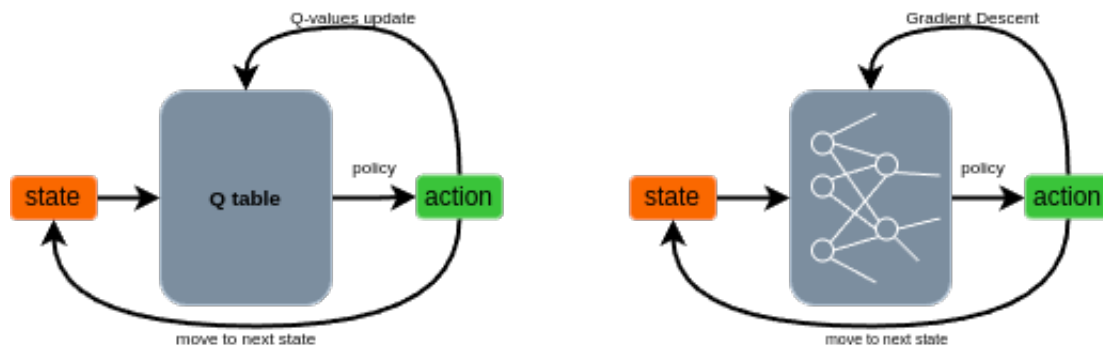 Q-values update
state
Q table
policy
action
move to next state
Gradient Descent
state
policy
action
move to next state